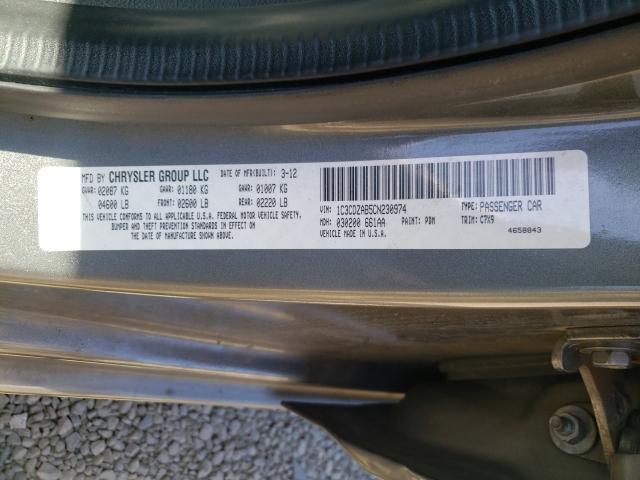 MFD BY CHRYSLER GROUP LLC DATE OF MFR(BUILT): 3-12
GVWR: 02087 KG GAWR: 01180 KG GAWR: 01007 KG
04600 LB FRONT: 02600 LB REAR: 02220 LB
THIS VEHICLE CONFORMS TO ALL APPLICABLE U.S.A. FEDERAL MOTOR VEHICLE SAFETY,
BUMPER AND THEFT PREVENTION STANDARDS IN EFFECT ON
THE DATE OF MANUFACTURE SHOWN ABOVE.
VIN: 1C3CDZAB5CN230974 TYPE: PASSENGER CAR
MDH: 030200 661AA PAINT: PDM TRIM: C7X9
VEHICLE MADE IN U.S.A. 4658843